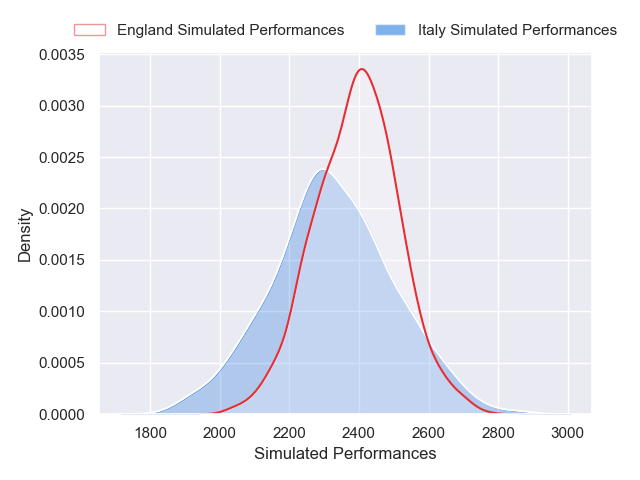 England Simulated Performances Italy Simulated Performances
0.0035
0.0030
0.0025
0.0020
0.0015
0.0010
0.0005
0.0000
Density
1800 2000 2200 2400 2600 2800 3000
Simulated Performances